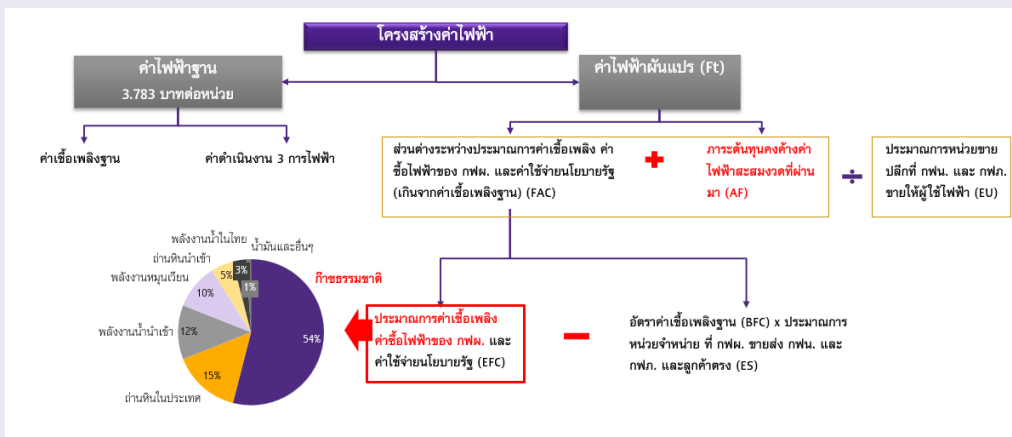 โครงสร้างค่าไฟฟ้า
ค่าไฟฟ้าฐาน
3.783 บาทต่อหน่วย
ค่าไฟฟ้าผันแปร (Ft)
ค่าเชื้อเพลิงฐาน
ค่าดำเนินงาน 3 การไฟฟ้า
ส่วนต่างระหว่างประมาณการค่าเชื้อเพลิง ค่า
ซื้อไฟฟ้าของ กฟผ. และค่าใช้จ่ายนโยบายรัฐ
(เกินจากค่าเชื้อเพลิงฐาน) (FAC)
+
ภาระต้นทุนคงค้างค่า
ไฟฟ้าสะสมงวดที่ผ่าน
มา (AF)
÷
ประมาณการหน่วยขาย
ปลีกที่ กฟน. และ กฟภ.
ขายให้ผู้ใช้ไฟฟ้า (EU)
พลังงานน้ำในไทย
น้ำมันและอื่นๆ
ถ่านหินนำเข้า
พลังงานหมุนเวียน
ก๊าซธรรมชาติ
3%
5%
1%
10%
พลังงานน้ำนำเข้า
12%
54%
15%
ถ่านหินในประเทศ
ประมาณการค่าเชื้อเพลิง
ค่าซื้อไฟฟ้าของ กฟผ. และ
ค่าใช้จ่ายนโยบายรัฐ (EFC)
−
อัตราค่าเชื้อเพลิงฐาน (BFC) x ประมาณการ
หน่วยจำหน่าย ที่ กฟผ. ขายส่ง กฟน. และ
กฟภ. และลูกค้าตรง (ES)